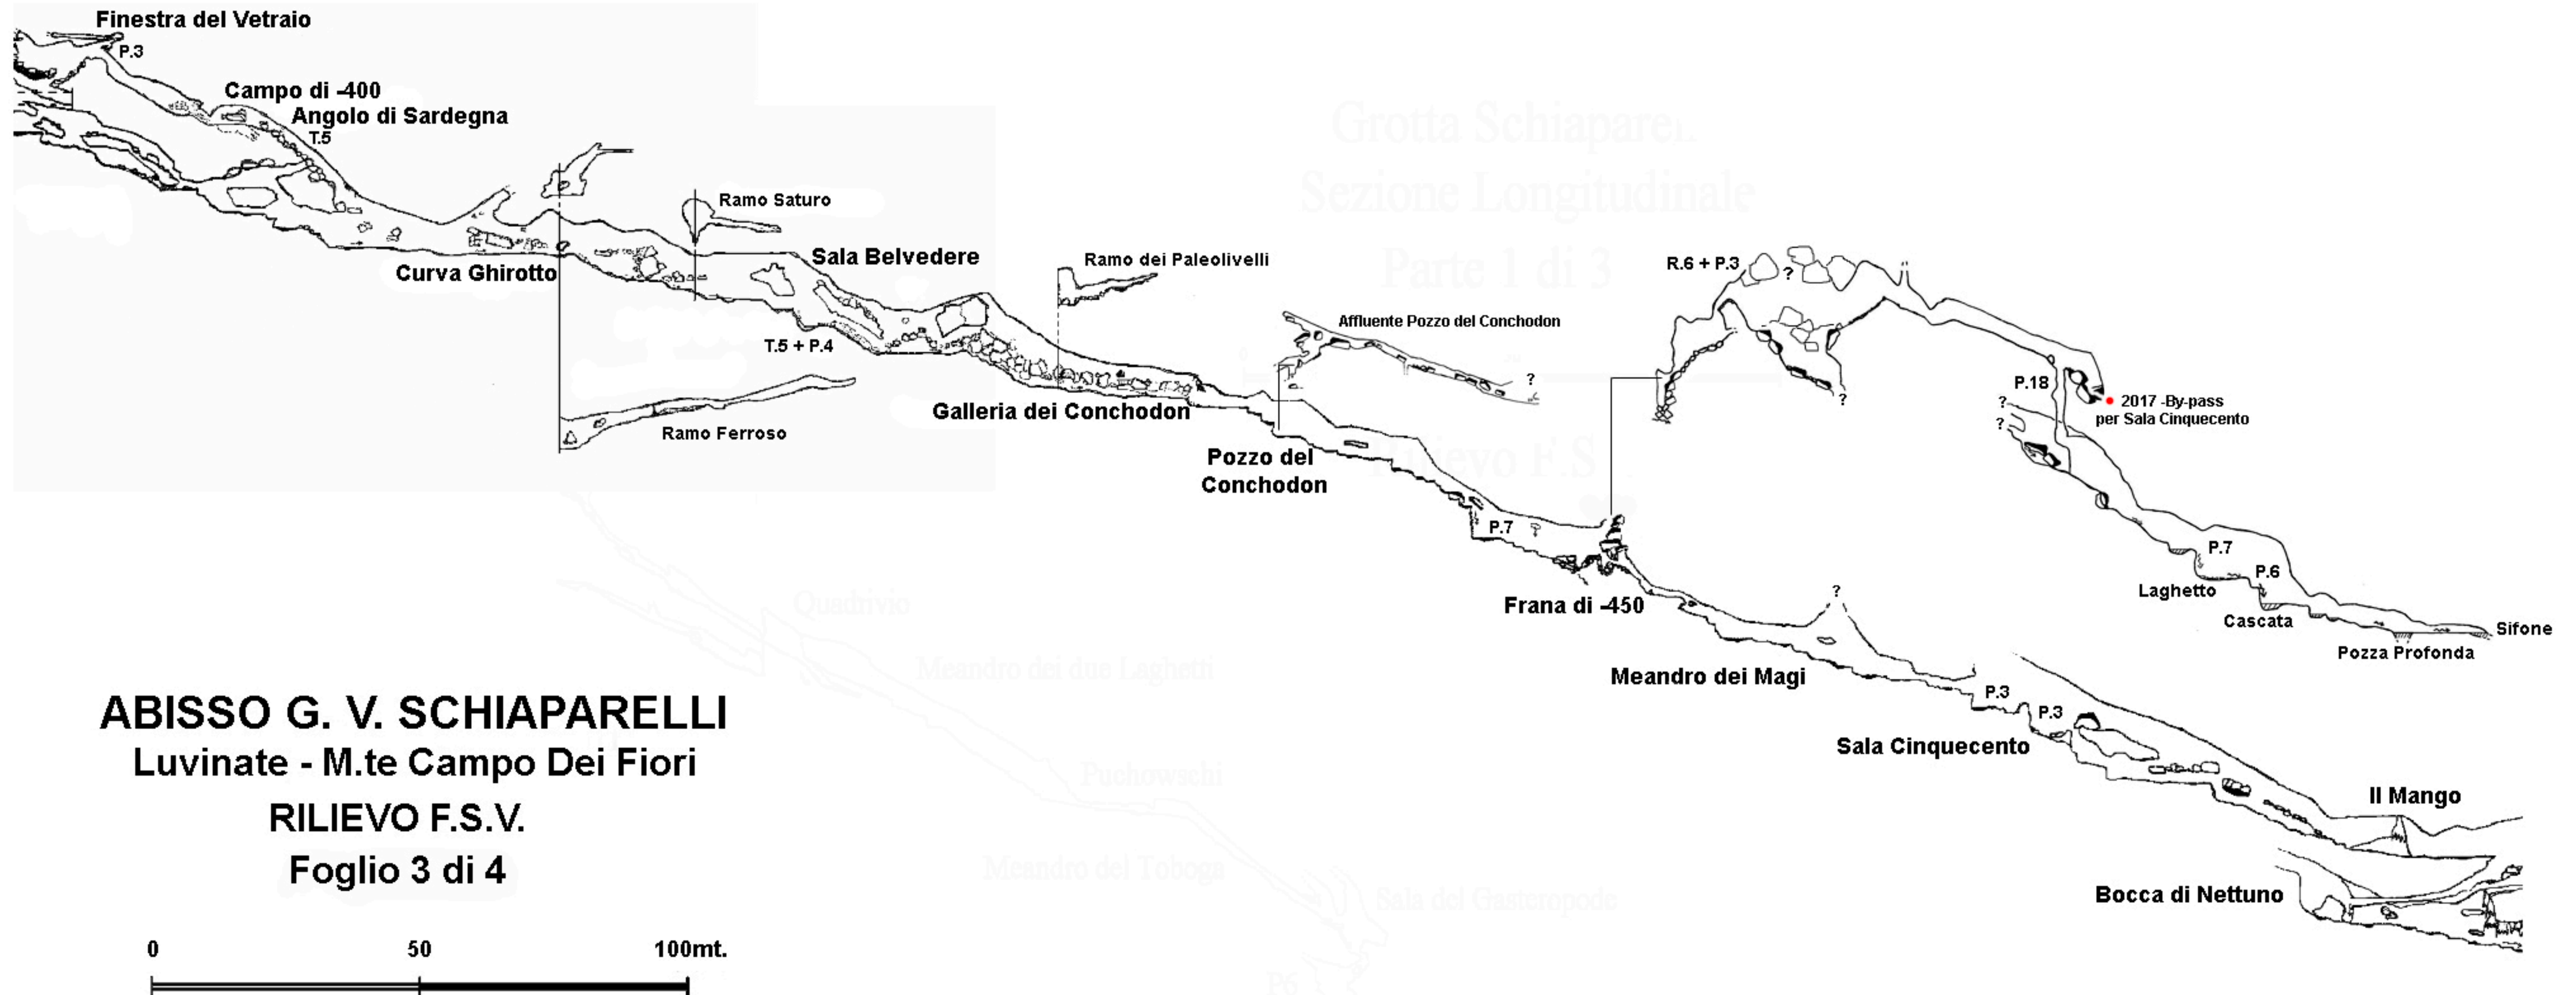 Finestra del Vetraio
P.3
Campo di -400
Angolo di Sardegna
T.5
Ramo Saturo
Sala Belvedere
Curva Ghirotto
T.5 + P.4
Ramo Ferroso
Ramo dei Paleolivelli
Galleria dei Conchodon
Affluente Pozzo del Conchodon
?
Pozzo del
Conchodon
P.7
Frana di -450
R.6 + P.3
?
?
P.18
?
?
2017 -By-pass
per Sala Cinquecento
P.7
P.6
Laghetto
Cascata
Sifone
Pozza Profonda
?
Meandro dei Magi
P.3
P.3
Sala Cinquecento
Il Mango
Bocca di Nettuno
Grotta Schiaparel
Sezione Longitudinale
Parte 1 di 3
Rilievo F.S
Quadrivio
Meandro dei due Laghetti
Puchowschi
Meandro del Toboga
Sala del Gasteropode
P6
ABISSO G. V. SCHIAPARELLI
Luvinate - M.te Campo Dei Fiori
RILIEVO F.S.V.
Foglio 3 di 4
0 50 100mt.